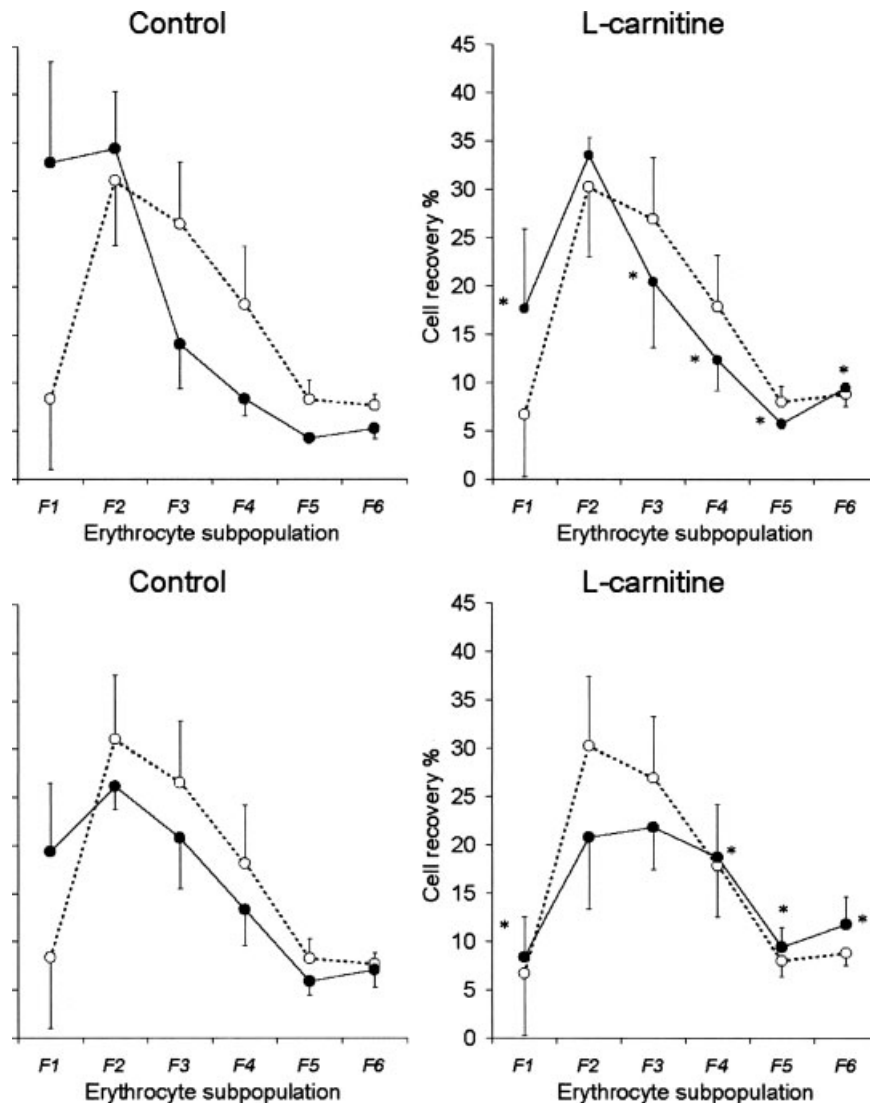 Control
L-carnitine
45
40
35
30
25
20
15
10
5
0
Cell recovery %
*
*
*
*
*
F1 F2 F3 F4 F5 F6
Erythrocyte subpopulation
F1 F2 F3 F4 F5 F6
Erythrocyte subpopulation
Control
L-carnitine
45
40
35
30
25
20
15
10
5
0
Cell recovery %
*
*
*
*
F1 F2 F3 F4 F5 F6
Erythrocyte subpopulation
F1 F2 F3 F4 F5 F6
Erythrocyte subpopulation